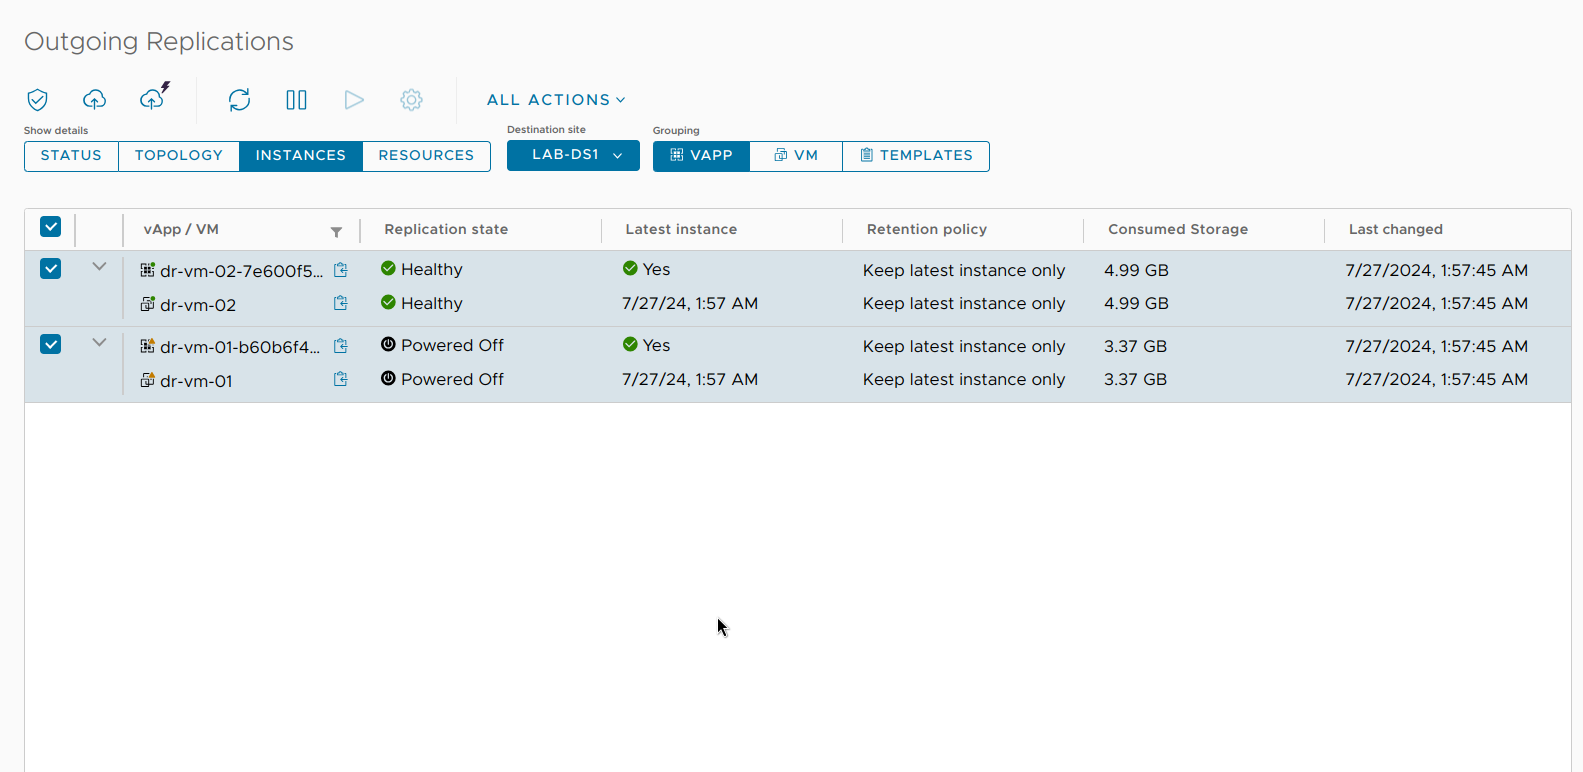 Outgoing Replications
ALL ACTIONS
Show details
Destination site
Grouping
STATUS TOPOLOGY INSTANCES RESOURCES LAB-DS1 VAPP VM TEMPLATES
vApp / VM Replication state Latest instance Retention policy Consumed Storage Last changed
dr-vm-02-7e600f5... Healthy Yes Keep latest instance only 4.99 GB 7/27/2024, 1:57:45 AM
dr-vm-02 Healthy 7/27/24, 1:57 AM Keep latest instance only 4.99 GB 7/27/2024, 1:57:45 AM
dr-vm-01-b60b6f4... Powered Off Yes Keep latest instance only 3.37 GB 7/27/2024, 1:57:45 AM
dr-vm-01 Powered Off 7/27/24, 1:57 AM Keep latest instance only 3.37 GB 7/27/2024, 1:57:45 AM